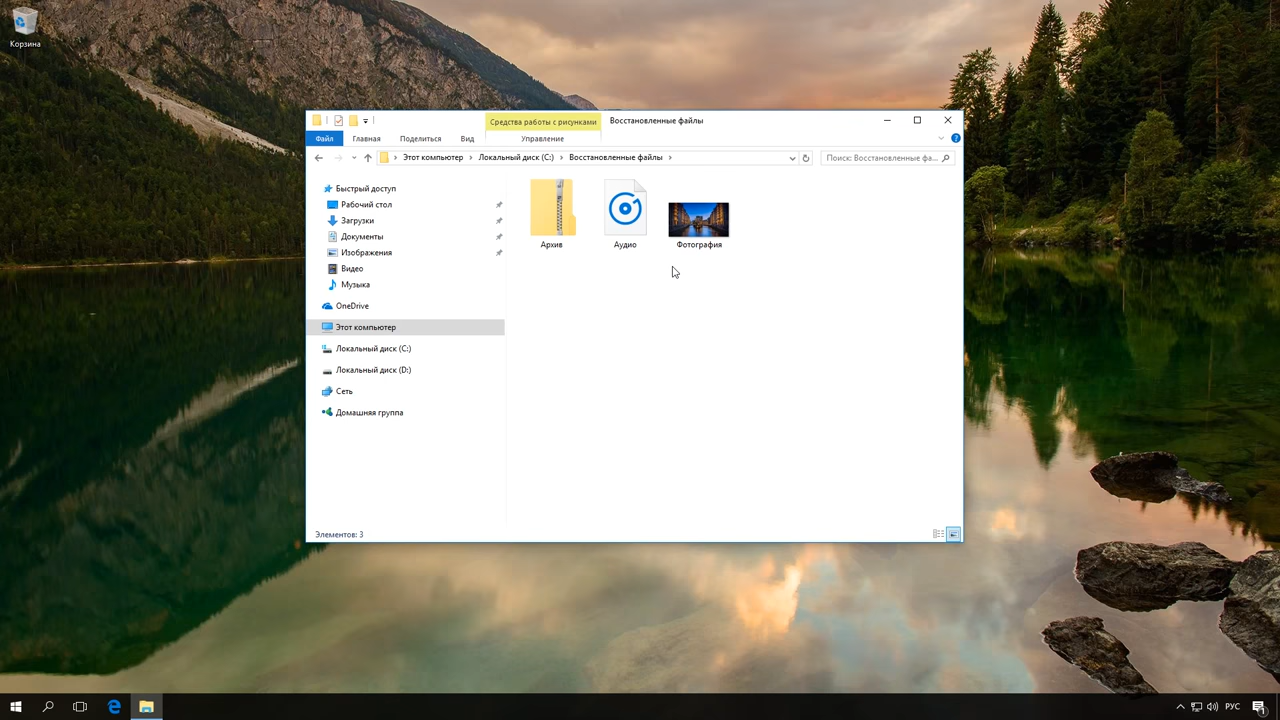 Корзина
Средства работы с рисунками
Восстановленные файлы
Файл
Главная
Поделиться
Вид
Управление
Этот компьютер
Локальный диск (C:)
Восстановленные файлы
Поиск: Восстановленные фа...
Быстрый доступ
Рабочий стол
Загрузки
Документы
Изображения
Видео
Музыка
OneDrive
Этот компьютер
Локальный диск (C:)
Локальный диск (D:)
Сеть
Домашняя группа
Архив
Аудио
Фотография
Элементов: 3
РУС
1